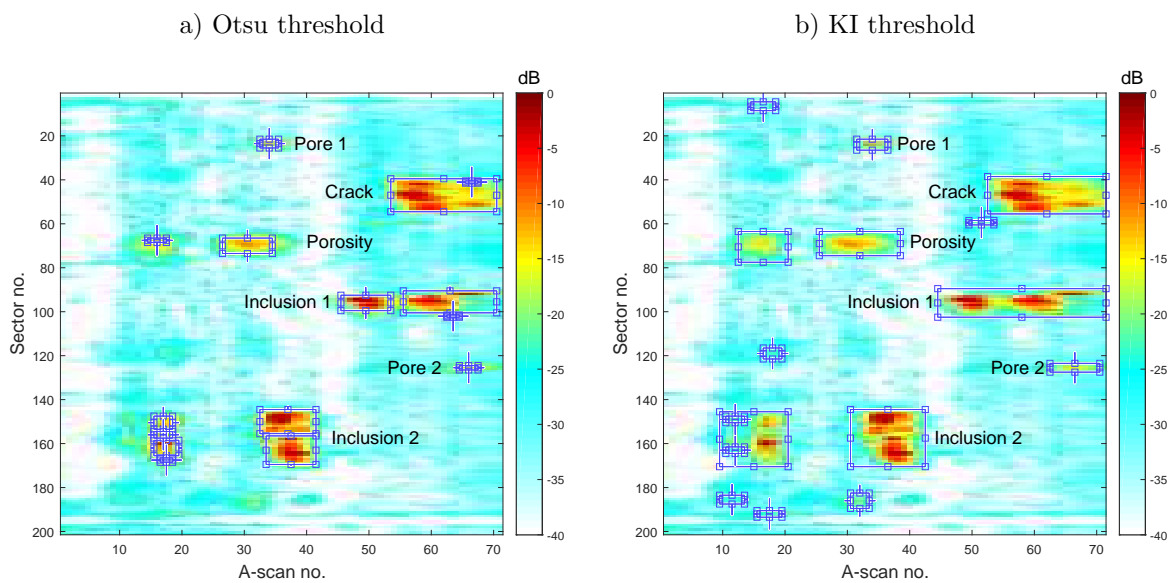 a) Otsu threshold
dB
0
-5
-10
-15
-20
-25
-30
-35
-40
20
40
60
80
100
120
140
160
180
200
Sector no.
Pore 1
Crack
Porosity
Inclusion 1
Pore 2
Inclusion 2
10 20 30 40 50 60 70
A-scan no.
b) KI threshold
dB
0
-5
-10
-15
-20
-25
-30
-35
-40
20
40
60
80
100
120
140
160
180
200
Sector no.
Pore 1
Crack
Porosity
Inclusion 1
Pore 2
Inclusion 2
10 20 30 40 50 60 70
A-scan no.